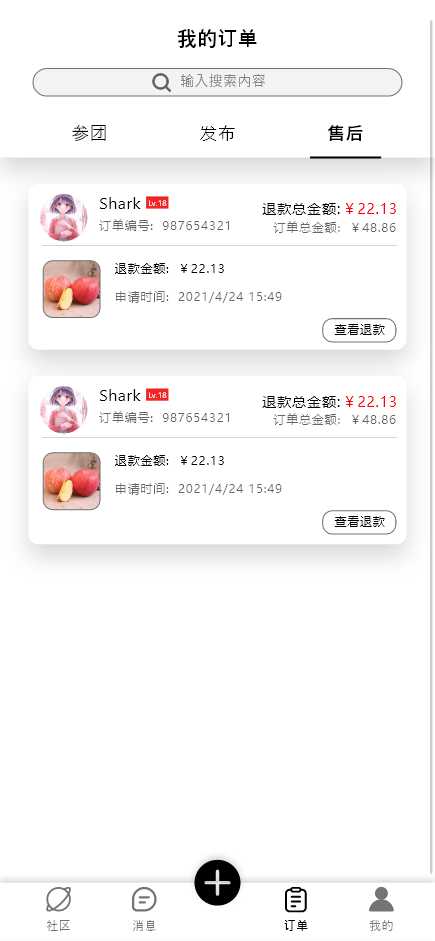 我的订单
输入搜索内容
参团 发布 售后
Shark Lv.18
退款总金额: ￥22.13
订单编号: 987654321
订单总金额: ￥48.86
退款金额: ￥22.13
申请时间: 2021/4/24 15:49
查看退款
Shark Lv.18
退款总金额: ￥22.13
订单编号: 987654321
订单总金额: ￥48.86
退款金额: ￥22.13
申请时间: 2021/4/24 15:49
查看退款
社区 消息 订单 我的